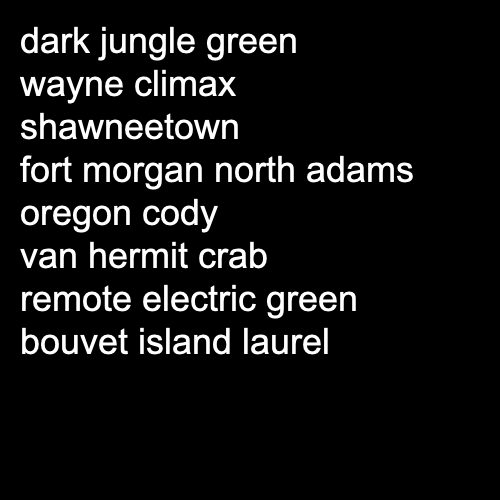 dark jungle green
wayne climax
shawneetown
fort morgan north adams
oregon cody
van hermit crab
remote electric green
bouvet island laurel